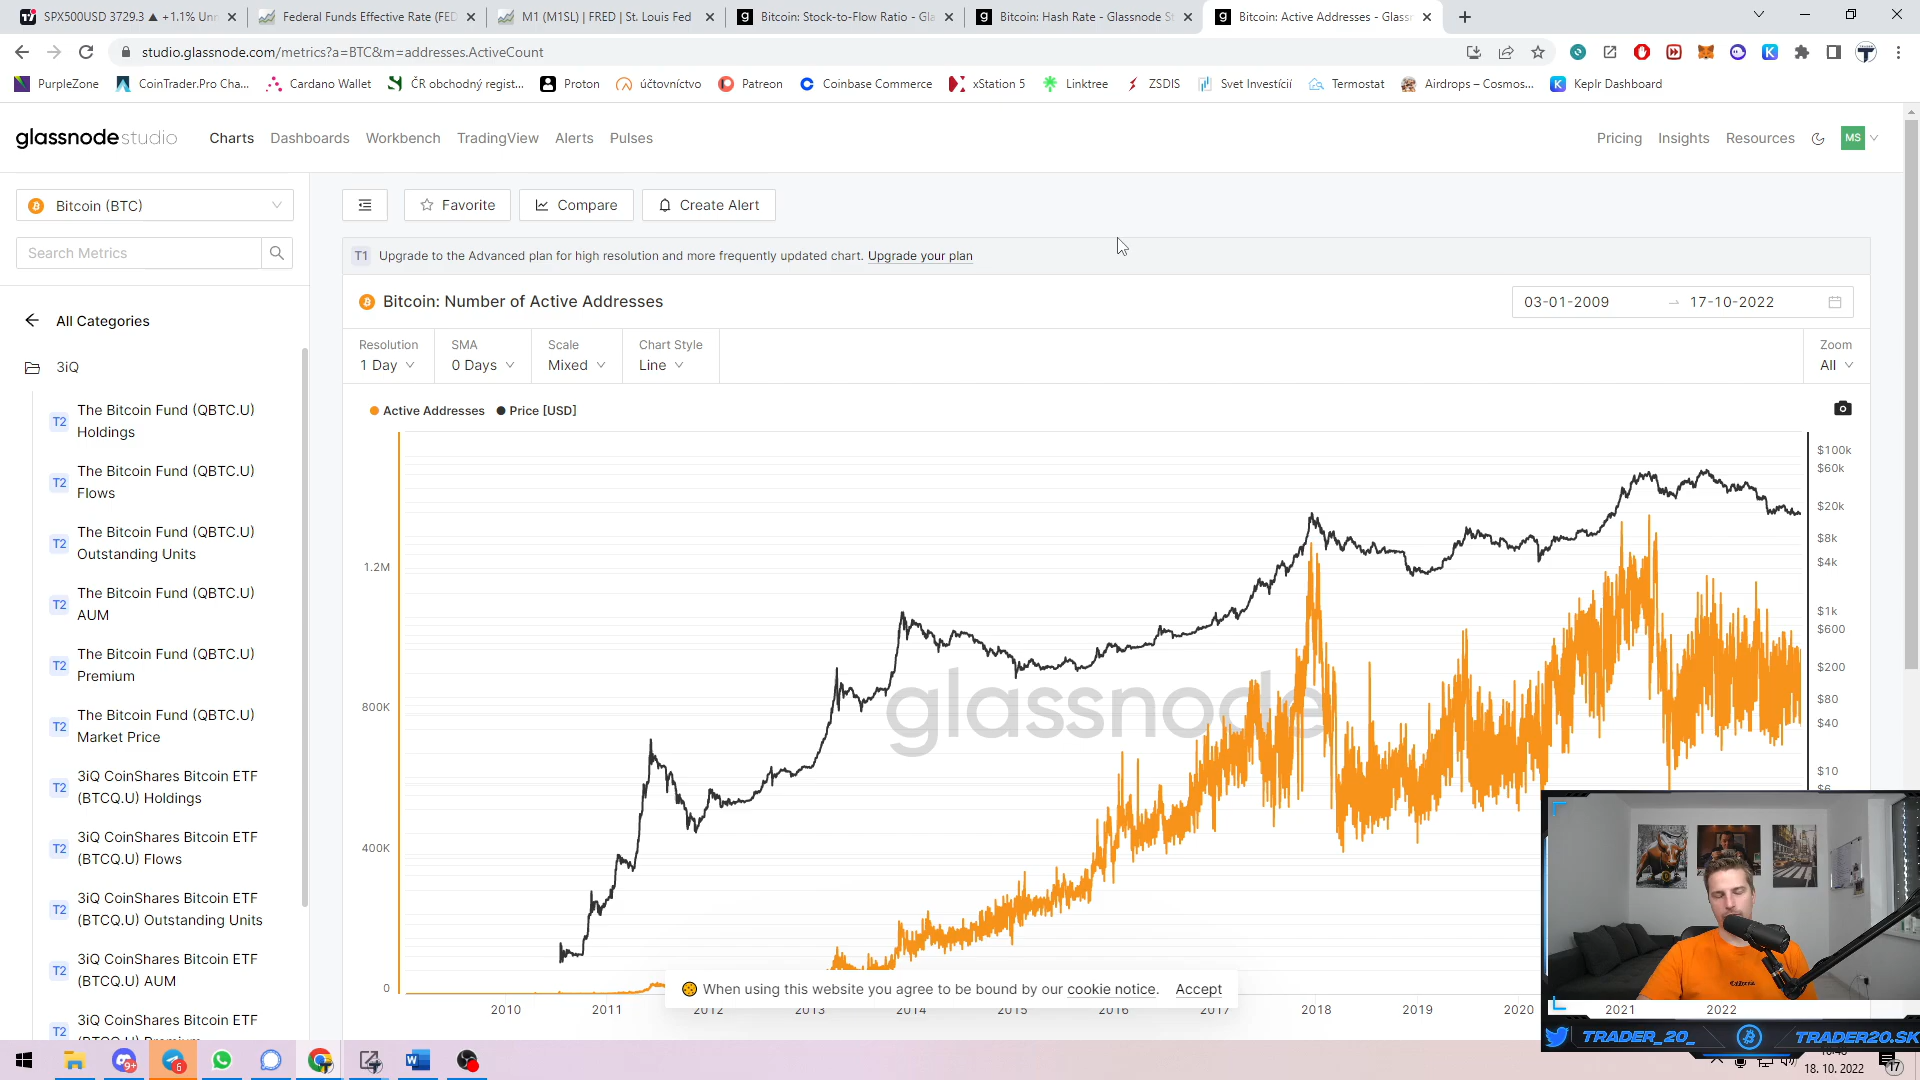 SPX500USD 3729.3 ▲ +1.1% Unn
Federal Funds Effective Rate (FED
M1 (M1SL) | FRED | St. Louis Fed
Bitcoin: Stock-to-Flow Ratio - Gla
Bitcoin: Hash Rate - Glassnode St
Bitcoin: Active Addresses - Glassn
studio.glassnode.com/metrics?a=BTC&m=addresses.ActiveCount
PurpleZone
CoinTrader.Pro Cha...
Cardano Wallet
ČR obchodný regist...
Proton
účtovníctvo
Patreon
Coinbase Commerce
xStation 5
Linktree
ZSDIS
Svet Investícií
Termostat
Airdrops – Cosmos...
Keplr Dashboard
glassnodestudio
Charts
Dashboards
Workbench
TradingView
Alerts
Pulses
Pricing
Insights
Resources
MS
Bitcoin (BTC)
Search Metrics
All Categories
3iQ
T2 The Bitcoin Fund (QBTC.U)
Holdings
T2 The Bitcoin Fund (QBTC.U)
Flows
T2 The Bitcoin Fund (QBTC.U)
Outstanding Units
T2 The Bitcoin Fund (QBTC.U)
AUM
T2 The Bitcoin Fund (QBTC.U)
Premium
T2 The Bitcoin Fund (QBTC.U)
Market Price
T2 3iQ CoinShares Bitcoin ETF
(BTCQ.U) Holdings
T2 3iQ CoinShares Bitcoin ETF
(BTCQ.U) Flows
T2 3iQ CoinShares Bitcoin ETF
(BTCQ.U) Outstanding Units
T2 3iQ CoinShares Bitcoin ETF
(BTCQ.U) AUM
T2 3iQ CoinShares Bitcoin ETF
(BTCQ.U) Premium
Favorite
Compare
Create Alert
T1 Upgrade to the Advanced plan for high resolution and more frequently updated chart. Upgrade your plan
Bitcoin: Number of Active Addresses
03-01-2009 → 17-10-2022
Resolution
1 Day
SMA
0 Days
Scale
Mixed
Chart Style
Line
Zoom
All
Active Addresses
Price [USD]
1.2M
800K
400K
0
$100k
$60k
$20k
$8k
$4k
$1k
$600
$200
$80
$40
$10
$6
glassnode
When using this website you agree to be bound by our cookie notice. Accept
2010 2011 2012 2013 2014 2015 2016 2017 2018 2019 2020 2021 2022
California
TRADER_20_
TRADER20.SK
9+
6
18. 10. 2022
17